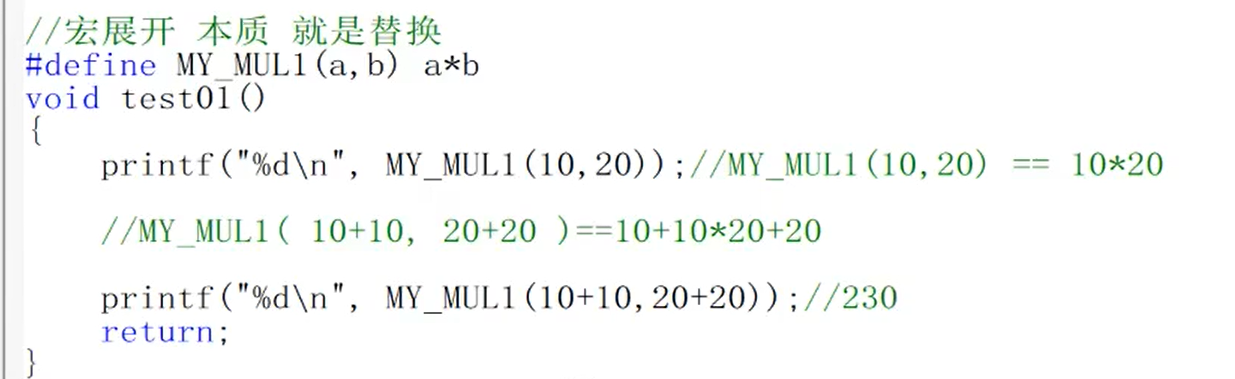 //宏展开 本质 就是替换
#define MY_MUL1(a,b) a*b
void test01()
{
printf("%d\n", MY_MUL1(10,20));//MY_MUL1(10,20) == 10*20
//MY_MUL1( 10+10, 20+20 )==10+10*20+20
printf("%d\n", MY_MUL1(10+10,20+20));//230
return;
}